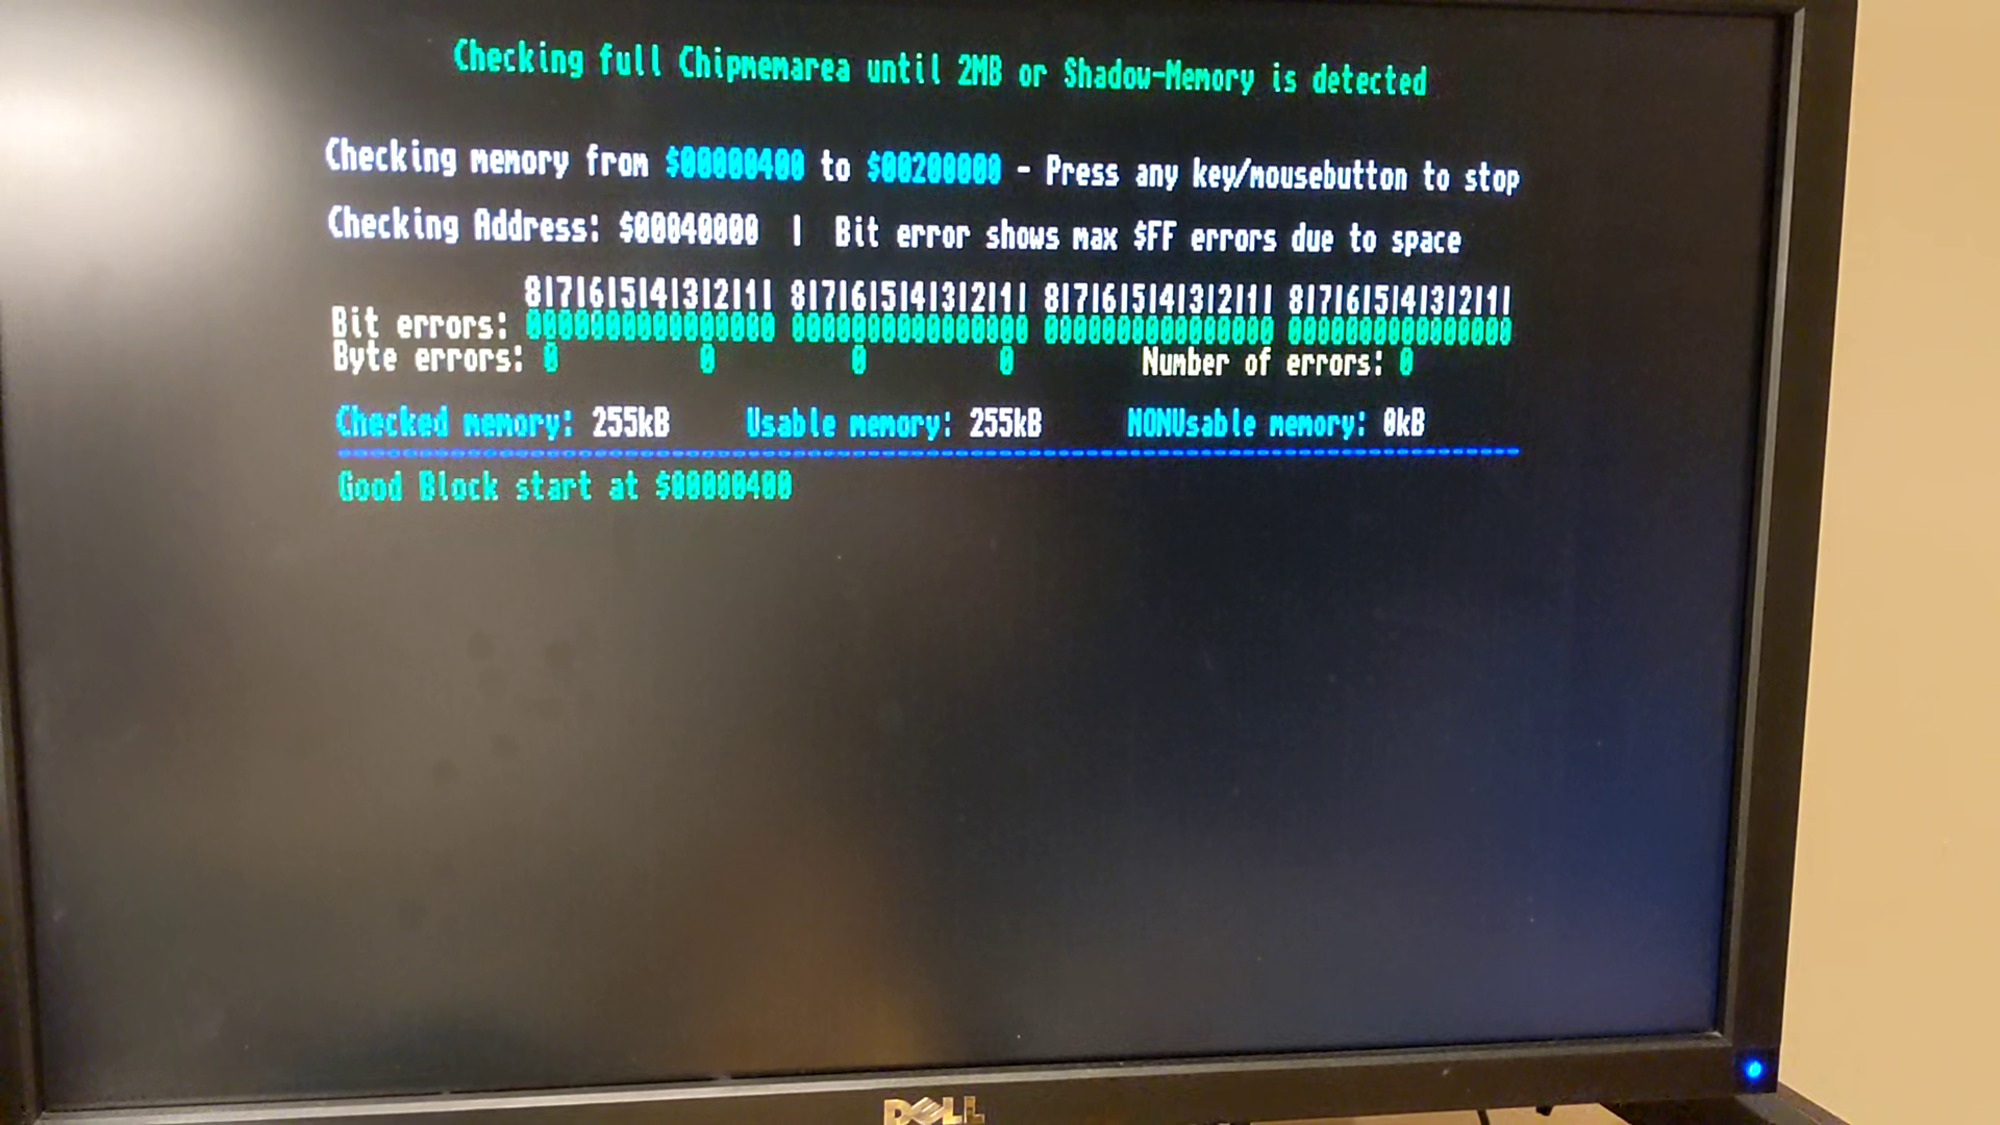 Checking full Chipmemarea until 2MB or Shadow-Memory is detected
Checking memory from $00000400 to $00200000 - Press any key/mousebutton to stop
Checking Address: $00040000 | Bit error shows max $FF errors due to space
8|7|6|5|4|3|2|1| 8|7|6|5|4|3|2|1| 8|7|6|5|4|3|2|1| 8|7|6|5|4|3|2|1|
Bit errors: 0000000000000000 0000000000000000 0000000000000000 0000000000000000
Byte errors: 0 0 0 0 Number of errors: 0
Checked memory: 255kB Usable memory: 255kB NONUsable memory: 0kB
Good Block start at $00000400
DELL